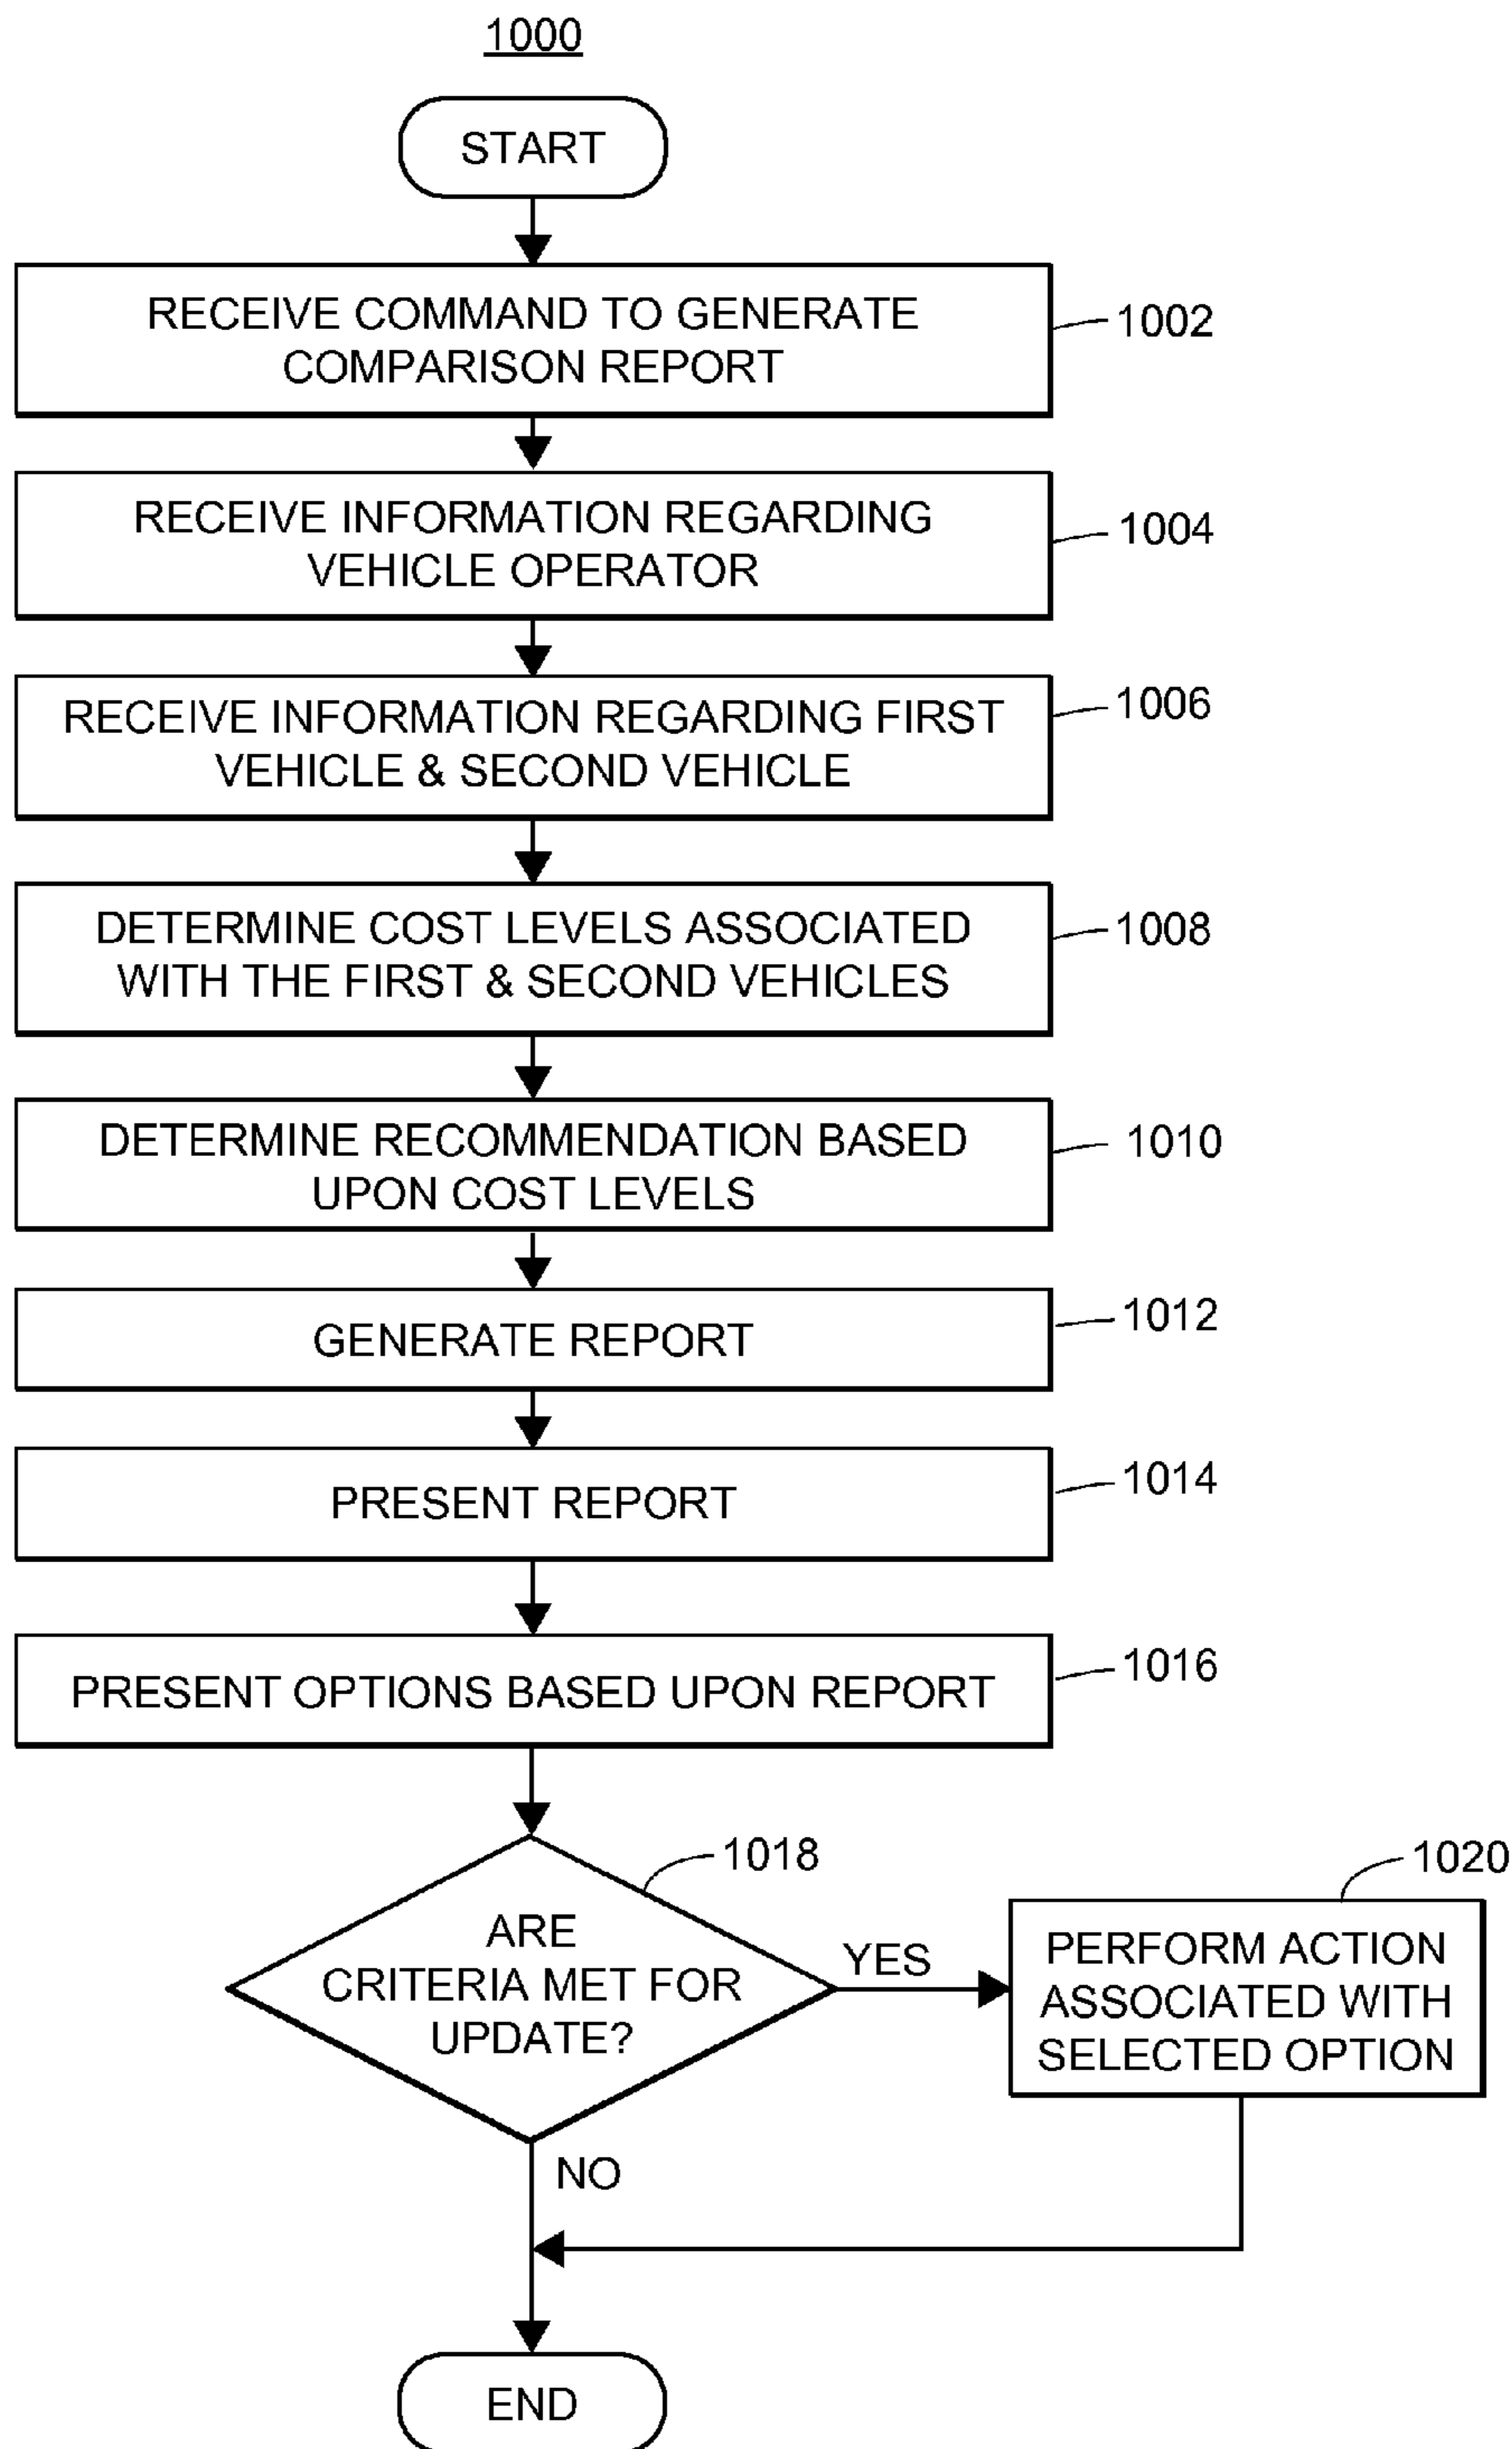 1000
START
RECEIVE COMMAND TO GENERATE
COMPARISON REPORT
1002
RECEIVE INFORMATION REGARDING
VEHICLE OPERATOR
1004
RECEIVE INFORMATION REGARDING FIRST
VEHICLE & SECOND VEHICLE
1006
DETERMINE COST LEVELS ASSOCIATED
WITH THE FIRST & SECOND VEHICLES
1008
DETERMINE RECOMMENDATION BASED
UPON COST LEVELS
1010
GENERATE REPORT
1012
PRESENT REPORT
1014
PRESENT OPTIONS BASED UPON REPORT
1016
ARE
CRITERIA MET FOR
UPDATE?
1018
YES
1020
PERFORM ACTION
ASSOCIATED WITH
SELECTED OPTION
NO
END